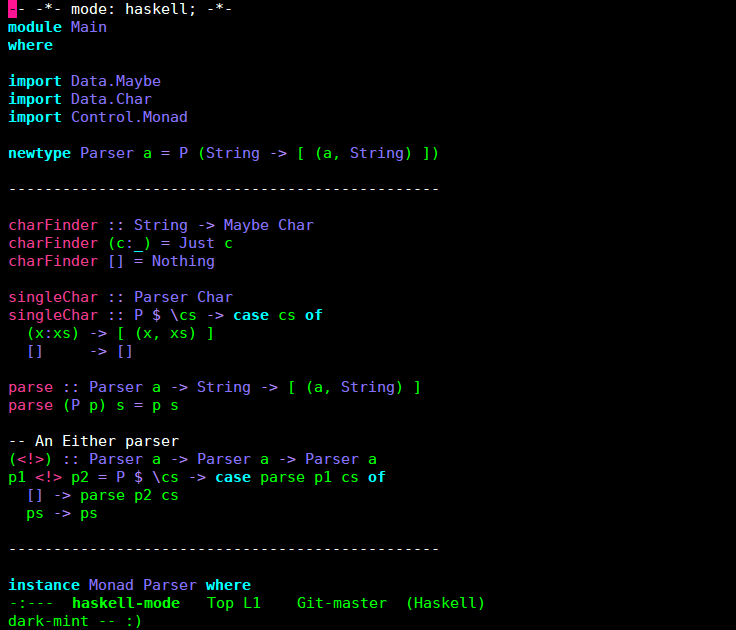 -- -*- mode: haskell; -*-
module Main
where

import Data.Maybe
import Data.Char
import Control.Monad

newtype Parser a = P (String -> [ (a, String) ])

------------------------------------------------

charFinder :: String -> Maybe Char
charFinder (c:_) = Just c
charFinder [] = Nothing

singleChar :: Parser Char
singleChar :: P $ \cs -> case cs of
  (x:xs) -> [ (x, xs) ]
  []     -> []

parse :: Parser a -> String -> [ (a, String) ]
parse (P p) s = p s

-- An Either parser
(<!>) :: Parser a -> Parser a -> Parser a
p1 <!> p2 = P $ \cs -> case parse p1 cs of
  [] -> parse p2 cs
  ps -> ps

------------------------------------------------

instance Monad Parser where
-:---  haskell-mode   Top L1    Git-master  (Haskell)
dark-mint -- :)